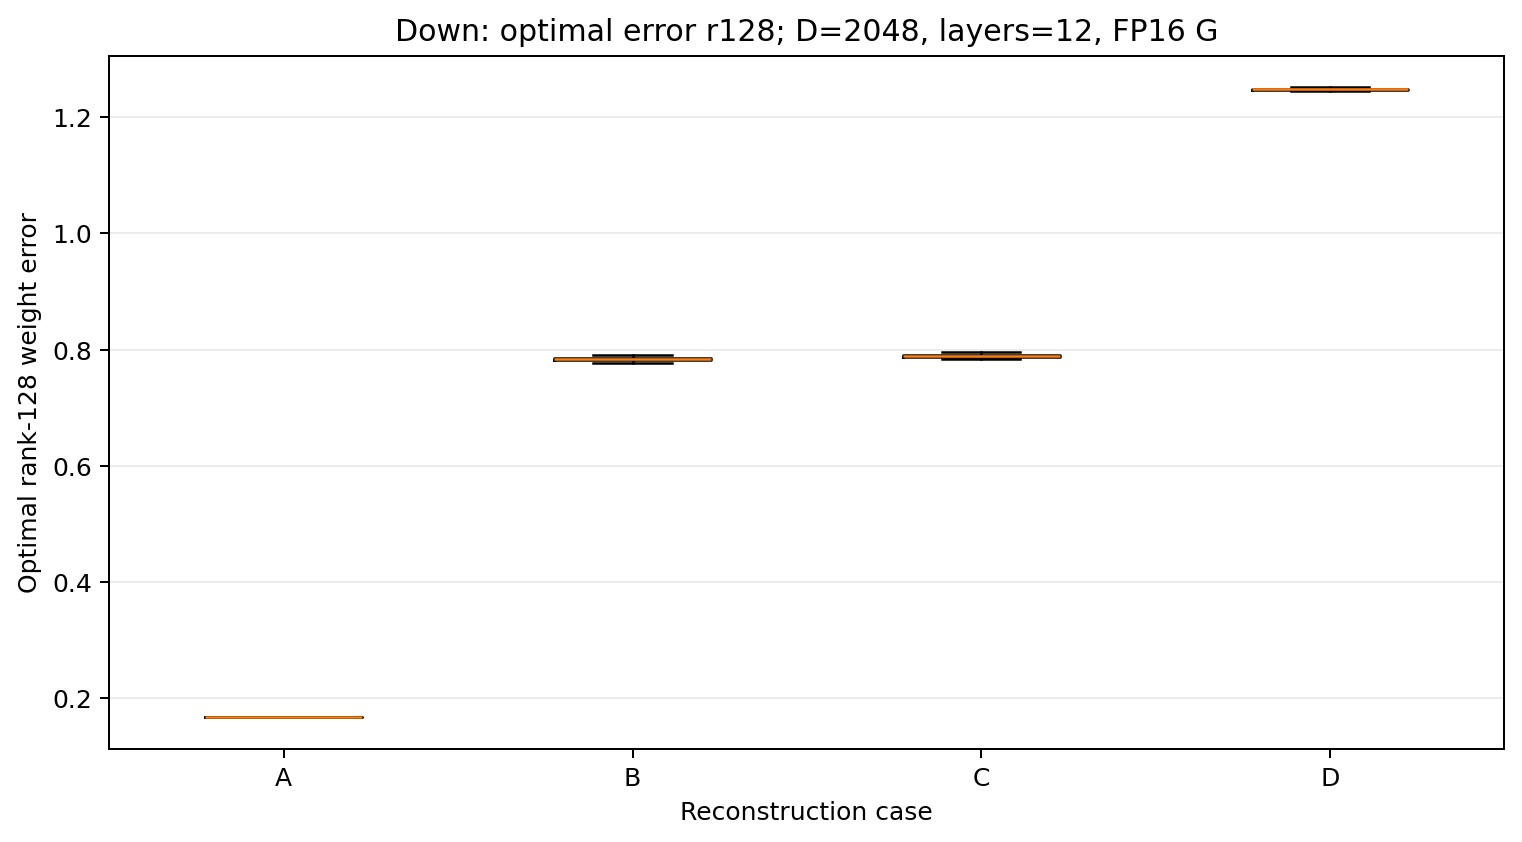 Down: optimal error r128; D=2048, layers=12, FP16 G
Optimal rank-128 weight error
1.2
1.0
0.8
0.6
0.4
0.2
A B C D
Reconstruction case